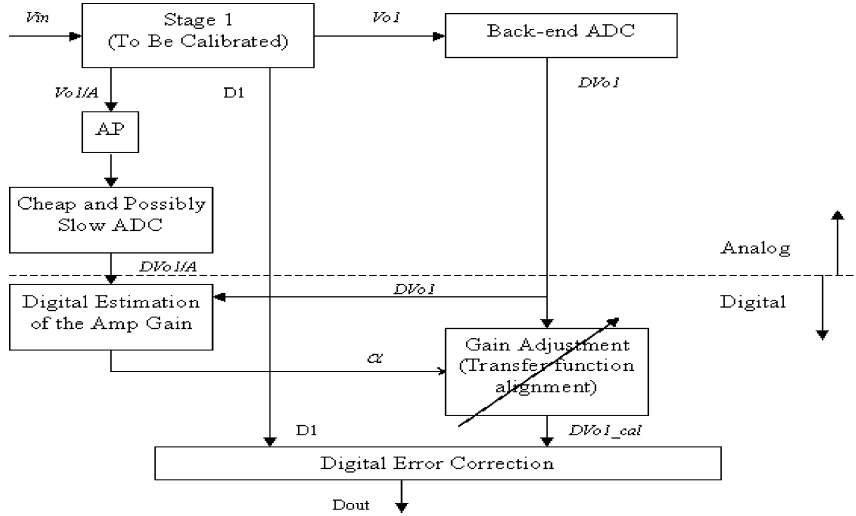 Vin
Stage 1
(To Be Calibrated)
Vo1
Back-end ADC
Vo1/A
D1
DVo1
AP
Cheap and Possibly
Slow ADC
Analog
DVo1/A
DVo1
Digital
Digital Estimation
of the Amp Gain
Gain Adjustment
(Transfer function
alignment)
α
D1
DVo1_cal
Digital Error Correction
Dout